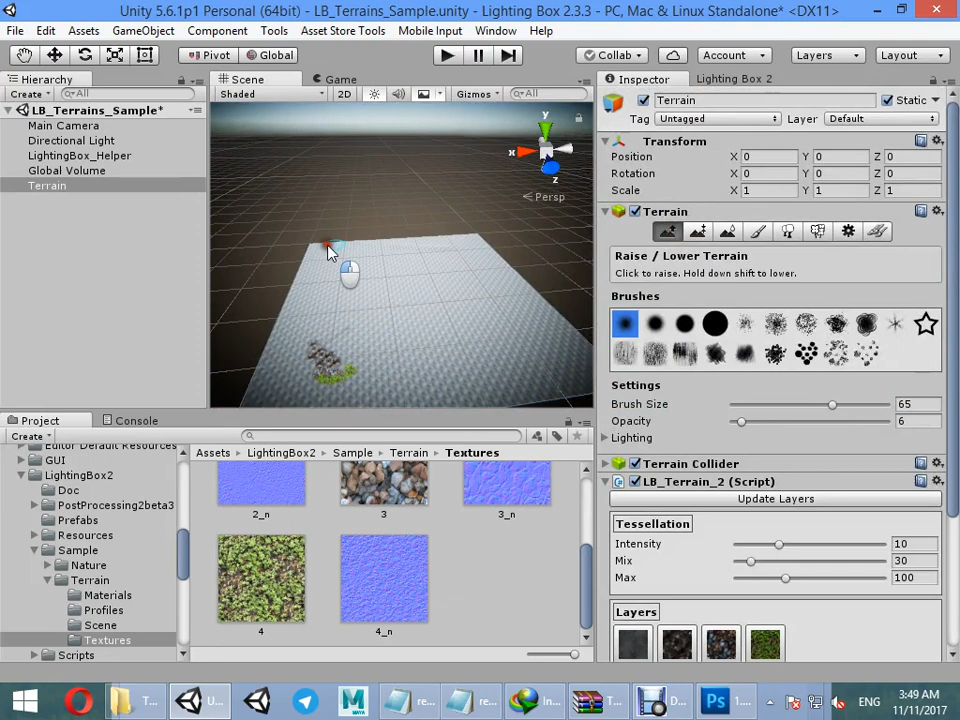 Unity 5.6.1p1 Personal (64bit) - LB_Terrains_Sample.unity - Lighting Box 2.3.3 - PC, Mac & Linux Standalone* <DX11>
File Edit Assets GameObject Component Tools Asset Store Tools Mobile Input Window Help
Pivot Global Collab Account Layers Layout
Hierarchy
Create All
LB_Terrains_Sample*
Main Camera
Directional Light
LightingBox_Helper
Global Volume
Terrain
Scene Game
Shaded 2D Gizmos All
y
x
z
Persp
Inspector Lighting Box 2
Terrain Static
Tag Untagged Layer Default
Transform
Position X 0 Y 0 Z 0
Rotation X 0 Y 0 Z 0
Scale X 1 Y 1 Z 1
Terrain
Raise / Lower Terrain
Click to raise. Hold down shift to lower.
Brushes
Settings
Brush Size 65
Opacity 6
Lighting
Terrain Collider
LB_Terrain_2 (Script)
Update Layers
Tessellation
Intensity 10
Mix 30
Max 100
Layers
Project Console
Create
Editor Default Resources
GUI
LightingBox2
Doc
PostProcessing2beta3
Prefabs
Resources
Sample
Nature
Terrain
Materials
Profiles
Scene
Textures
Scripts
Assets LightingBox2 Sample Terrain Textures
2_n 3 3_n
4 4_n
T... U... re... re... In... R... D... 1....
ENG
3:49 AM
11/11/2017